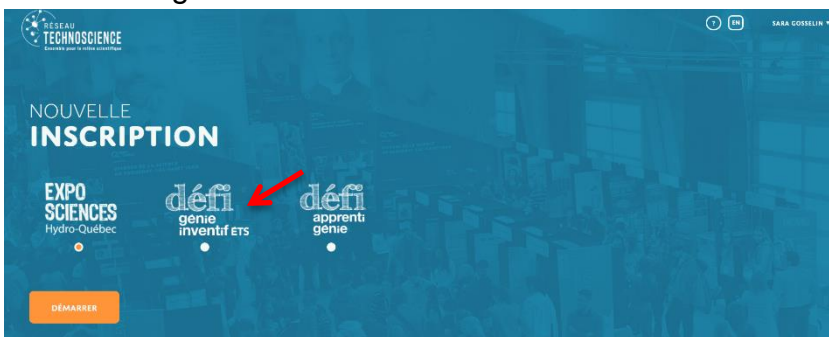 RÉSEAU
TECHNOSCIENCE
Ensemble pour la relève scientifique
? EN SARA GOSSELIN
NOUVELLE
INSCRIPTION
EXPO
SCIENCES
Hydro-Québec
défi
génie
inventif ÉTS
défi
apprenti
génie
DÉMARRER